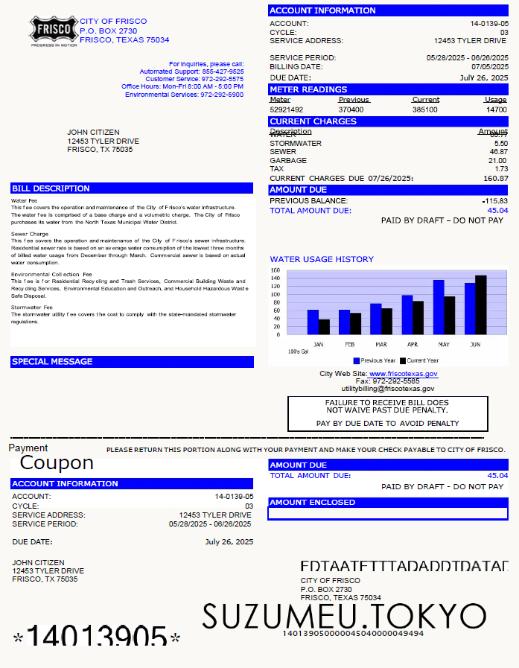 FRISCO
PROGRESS IN MOTION
CITY OF FRISCO
P.O. BOX 2730
FRISCO, TEXAS 75034
For Inquiries, please call:
Automated Support: 855-427-9525
Customer Service: 972-292-5575
Office Hours: Mon-Fri 8:00 AM - 5:00 PM
Environmental Services: 972-292-5900
JOHN CITIZEN
12453 TYLER DRIVE
FRISCO, TX 75035
ACCOUNT INFORMATION
ACCOUNT: 14-0139-05
CYCLE: 03
SERVICE ADDRESS: 12453 TYLER DRIVE
SERVICE PERIOD: 05/28/2025 - 06/26/2025
BILLING DATE: 07/05/2025
DUE DATE: July 26, 2025
METER READINGS
Meter Previous Current Usage
52921492 370400 385100 14700
CURRENT CHARGES
Description Amount
WATER
STORMWATER 5.50
SEWER 46.87
GARBAGE 21.00
TAX 1.73
CURRENT CHARGES DUE 07/26/2025: 160.87
AMOUNT DUE
PREVIOUS BALANCE: -115.83
TOTAL AMOUNT DUE: 45.04
PAID BY DRAFT - DO NOT PAY
BILL DESCRIPTION
Water Fee
This fee covers the operation and maintenance of the City of Frisco's water infrastructure.
The water fee is comprised of a base charge and a volumetric charge. The City of Frisco
purchases its water from the North Texas Municipal Water District.
Sewer Charge
This fee covers the operation and maintenance of the City of Frisco's sewer infrastructure.
Residential sewer rate is based on an average water consumption of the lowest three months
of billed water usage from December through March. Commercial sewer is based on actual
water consumption.
Environmental Collection Fee
This fee is for Residential Recycling and Trash Services, Commercial Building Waste and
Recycling Services, Environmental Education and Outreach, and Household Hazardous Waste
Safe Disposal.
Stormwater Fee
The stormwater utility fee covers the cost to comply with the state-mandated stormwater
regulations.
SPECIAL MESSAGE
WATER USAGE HISTORY
160
140
120
100
80
60
40
20
0
JAN FEB MAR APR MAY JUN
100's Gal
Previous Year Current Year
City Web Site: www.friscotexas.gov
Fax: 972-292-5585
utilitybilling@friscotexas.gov
FAILURE TO RECEIVE BILL DOES
NOT WAIVE PAST DUE PENALTY.
PAY BY DUE DATE TO AVOID PENALTY
Payment
Coupon
PLEASE RETURN THIS PORTION ALONG WITH YOUR PAYMENT AND MAKE YOUR CHECK PAYABLE TO CITY OF FRISCO.
ACCOUNT INFORMATION
ACCOUNT: 14-0139-05
CYCLE: 03
SERVICE ADDRESS: 12453 TYLER DRIVE
SERVICE PERIOD: 05/28/2025 - 06/26/2025
DUE DATE: July 26, 2025
AMOUNT DUE
TOTAL AMOUNT DUE: 45.04
PAID BY DRAFT - DO NOT PAY
AMOUNT ENCLOSED
JOHN CITIZEN
12453 TYLER DRIVE
FRISCO, TX 75035
CITY OF FRISCO
P.O. BOX 2730
FRISCO, TEXAS 75034
SUZUMEU.TOKYO
*14013905*